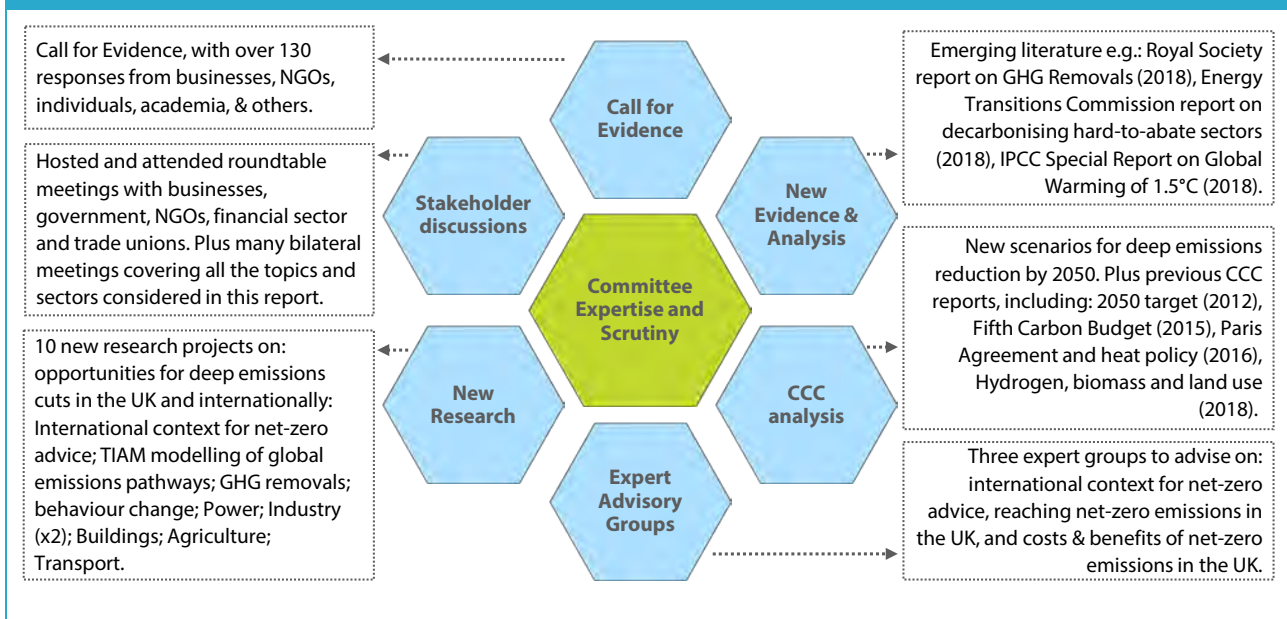 Call for Evidence, with over 130
responses from businesses, NGOs,
individuals, academia, & others.
Hosted and attended roundtable
meetings with businesses,
government, NGOs, financial sector
and trade unions. Plus many bilateral
meetings covering all the topics and
sectors considered in this report.
10 new research projects on:
opportunities for deep emissions
cuts in the UK and internationally:
International context for net-zero
advice; TIAM modelling of global
emissions pathways; GHG removals;
behaviour change; Power; Industry
(x2); Buildings; Agriculture;
Transport.
Call for
Evidence
Stakeholder
discussions
New
Evidence &
Analysis
Committee
Expertise and
Scrutiny
New
Research
CCC
analysis
Expert
Advisory
Groups
Emerging literature e.g.: Royal Society
report on GHG Removals (2018), Energy
Transitions Commission report on
decarbonising hard-to-abate sectors
(2018), IPCC Special Report on Global
Warming of 1.5°C (2018).
New scenarios for deep emissions
reduction by 2050. Plus previous CCC
reports, including: 2050 target (2012),
Fifth Carbon Budget (2015), Paris
Agreement and heat policy (2016),
Hydrogen, biomass and land use
(2018).
Three expert groups to advise on:
international context for net-zero
advice, reaching net-zero emissions in
the UK, and costs & benefits of net-zero
emissions in the UK.